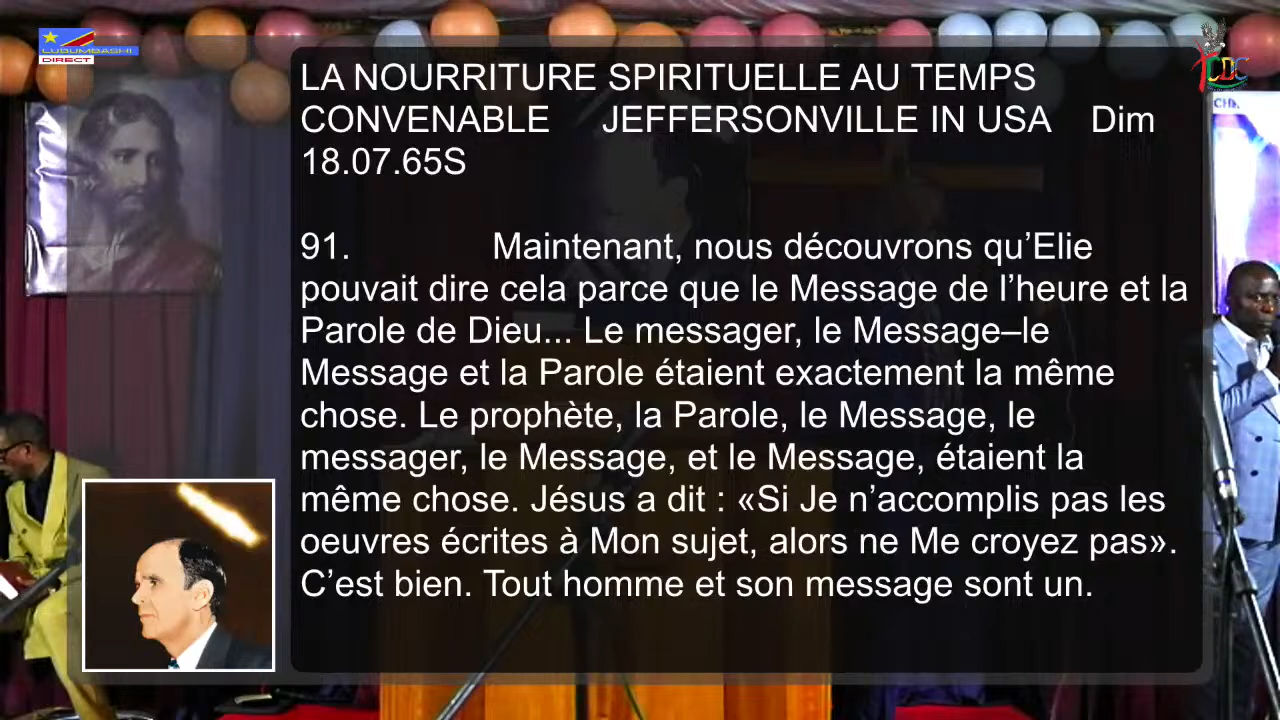 LUBUMBASHI
DIRECT
CDC
CHS.
LA NOURRITURE SPIRITUELLE AU TEMPS
CONVENABLE JEFFERSONVILLE IN USA Dim
18.07.65S
91. Maintenant, nous découvrons qu’Elie
pouvait dire cela parce que le Message de l’heure et la
Parole de Dieu... Le messager, le Message–le
Message et la Parole étaient exactement la même
chose. Le prophète, la Parole, le Message, le
messager, le Message, et le Message, étaient la
même chose. Jésus a dit : «Si Je n’accomplis pas les
oeuvres écrites à Mon sujet, alors ne Me croyez pas».
C’est bien. Tout homme et son message sont un.